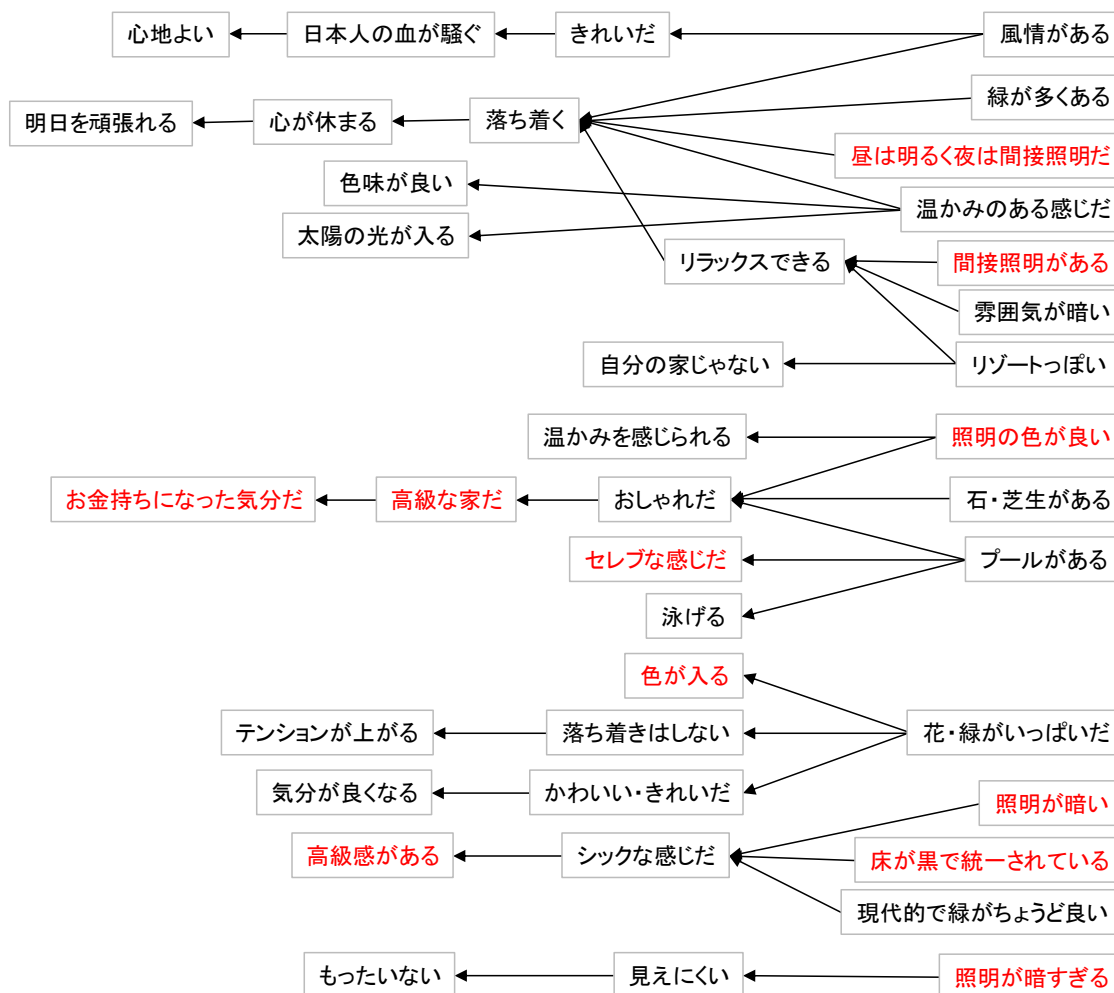 心地よい
日本人の血が騒ぐ
きれいだ
風情がある
緑が多くある
明日を頑張れる
心が休まる
落ち着く
昼は明るく夜は間接照明だ
色味が良い
温かみのある感じだ
太陽の光が入る
リラックスできる
間接照明がある
雰囲気が暗い
自分の家じゃない
リゾートっぽい
温かみを感じられる
照明の色が良い
お金持ちになった気分だ
高級な家だ
おしゃれだ
石・芝生がある
セレブな感じだ
プールがある
泳げる
色が入る
テンションが上がる
落ち着きはしない
花・緑がいっぱいだ
気分が良くなる
かわいい・きれいだ
照明が暗い
高級感がある
シックな感じだ
床が黒で統一されている
現代的で緑がちょうど良い
もったいない
見えにくい
照明が暗すぎる